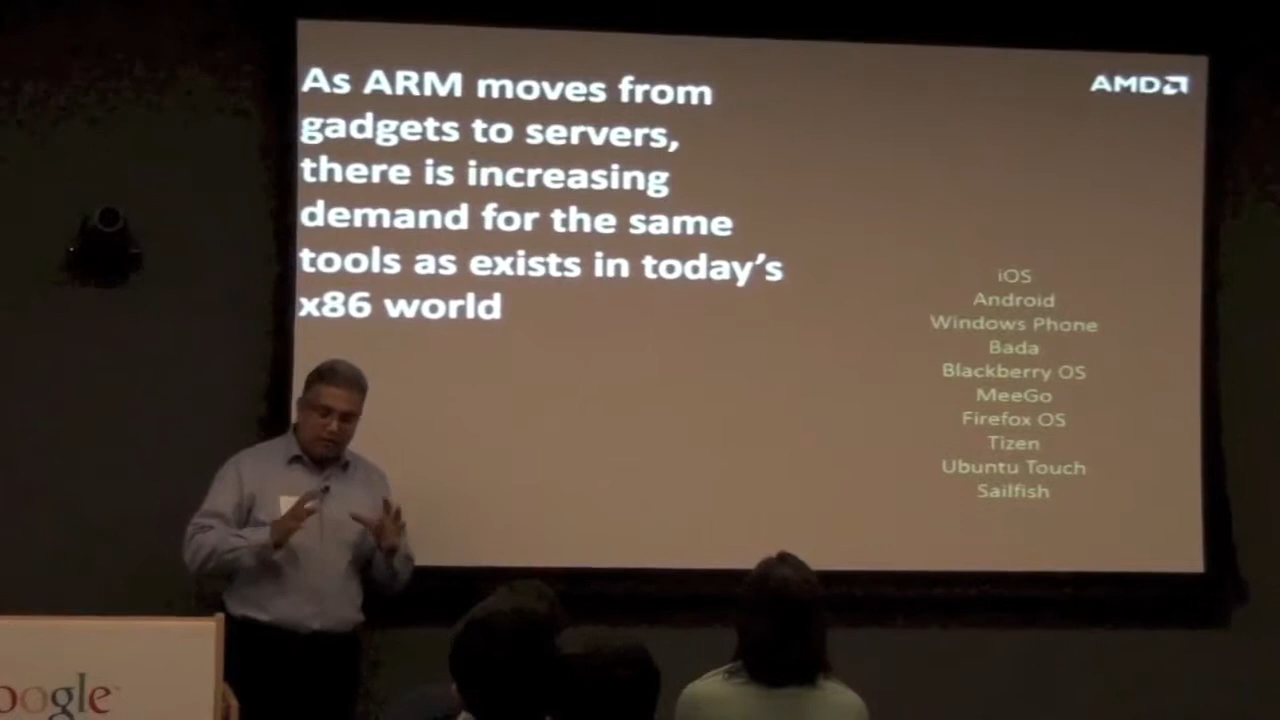 As ARM moves from
gadgets to servers,
there is increasing
demand for the same
tools as exists in today's
x86 world
AMD
iOS
Android
Windows Phone
Bada
Blackberry OS
MeeGo
Firefox OS
Tizen
Ubuntu Touch
Sailfish
oogle